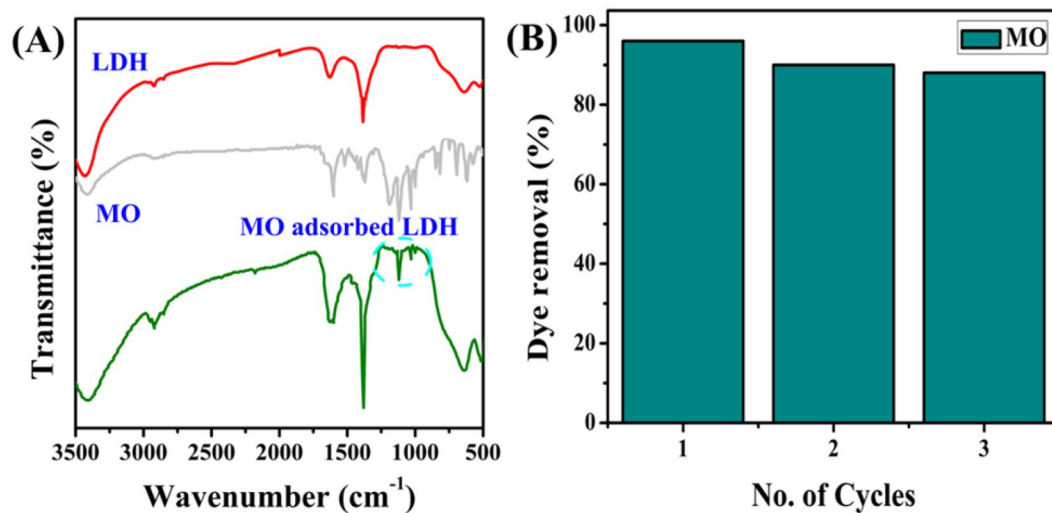 (A)
LDH
MO
MO adsorbed LDH
Transmittance (%)
3500 3000 2500 2000 1500 1000 500
Wavenumber (cm⁻¹)
(B)
MO
Dye removal (%)
100
80
60
40
20
0
1 2 3
No. of Cycles